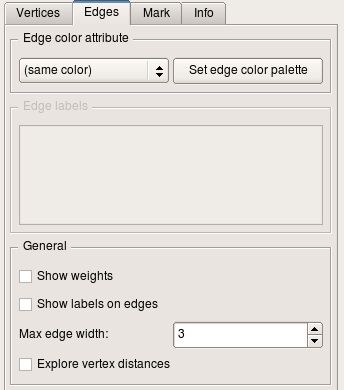 Vertices Edges Mark Info
Edge color attribute
(same color) Set edge color palette
Edge labels
General
Show weights
Show labels on edges
Max edge width: 3
Explore vertex distances